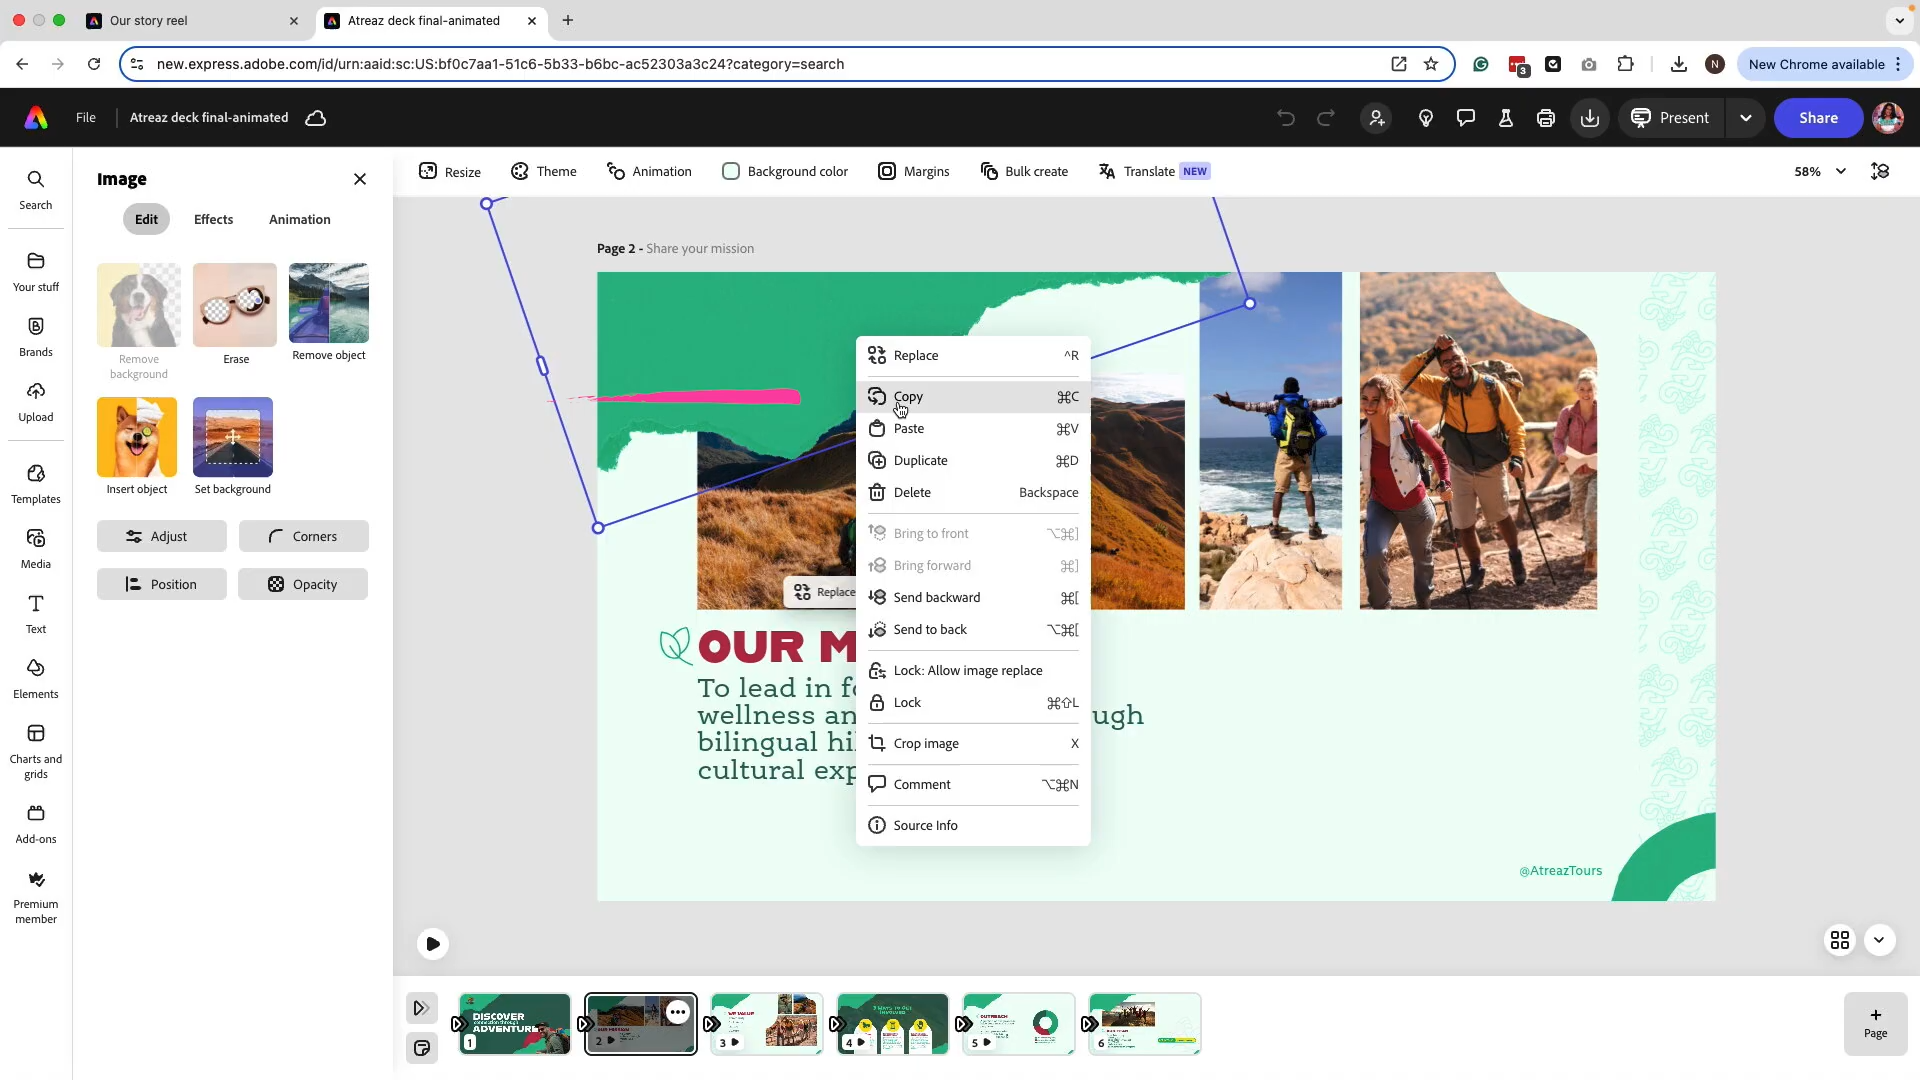 Our story reel
Atreaz deck final-animated
new.express.adobe.com/id/urn:aaid:sc:US:bf0c7aa1-51c6-5b33-b6bc-ac52303a3c24?category=search
3
N
New Chrome available
File
Atreaz deck final-animated
Present
Share
Search
Your stuff
Brands
Upload
Templates
Media
Text
Elements
Charts and
grids
Add-ons
Premium
member
Image
Edit
Effects
Animation
Remove
background
Erase
Remove object
Insert object
Set background
Adjust
Corners
Position
Opacity
Resize
Theme
Animation
Background color
Margins
Bulk create
Translate NEW
58%
Page 2 - Share your mission
Replace ^R
Copy ⌘C
Paste ⌘V
Duplicate ⌘D
Delete Backspace
Bring to front ⌥⌘]
Bring forward ⌘]
Send backward ⌘[
Send to back ⌥⌘[
Lock: Allow image replace
Lock ⌘⇧L
Crop image X
Comment ⌥⌘N
Source Info
Replace
OUR M
To lead in fo
wellness an ugh
bilingual hi
cultural exp
@AtreazTours
DISCOVER
ADVENTURE
1
2
3
4
5
OUTREACH
6
Page